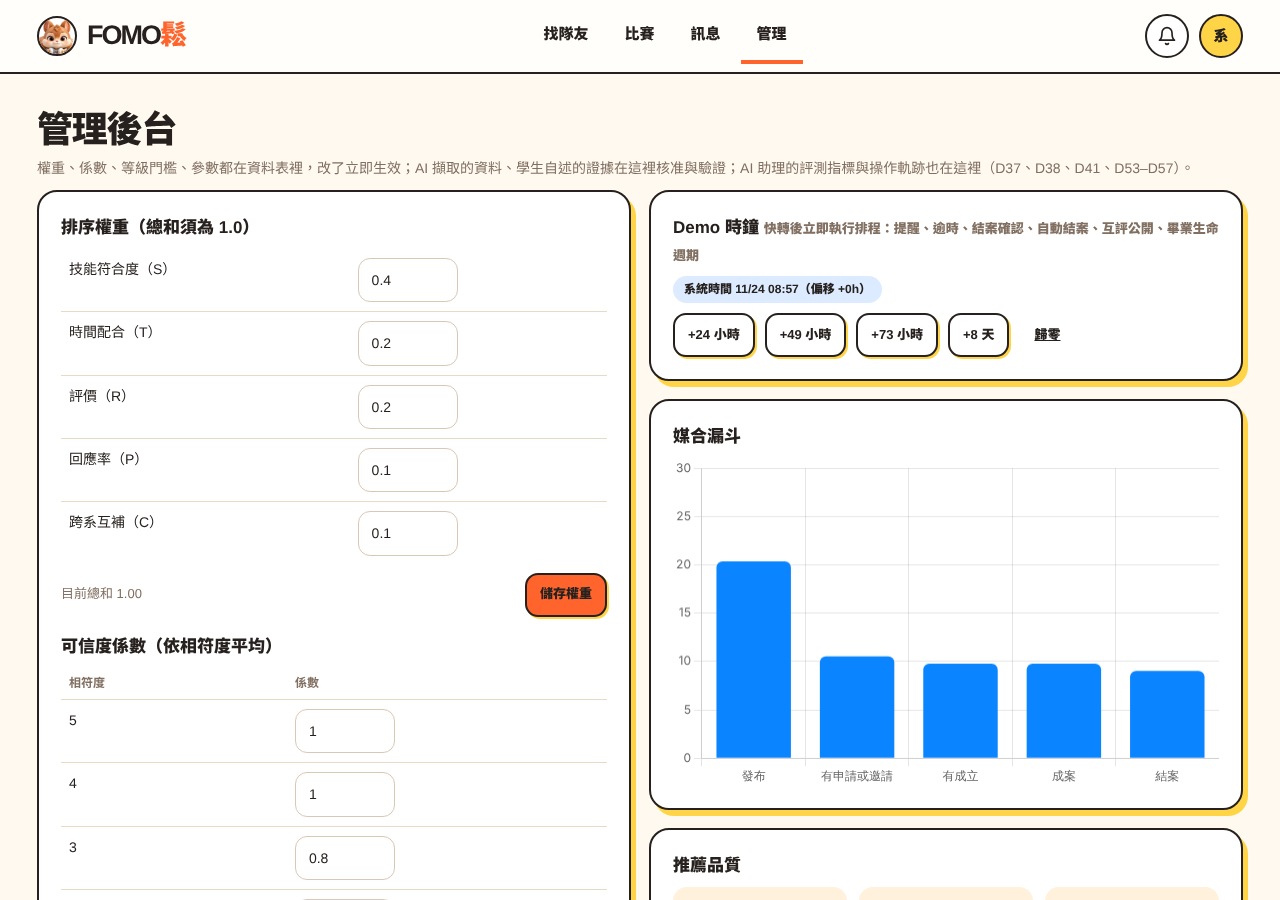 FOMO鬆
找隊友
比賽
訊息
管理
系
管理後台
權重、係數、等級門檻、參數都在資料表裡，改了立即生效；AI 擷取的資料、學生自述的證據在這裡核准與驗證；AI 助理的評測指標與操作軌跡也在這裡（D37、D38、D41、D53–D57）。
排序權重（總和須為 1.0）
技能符合度（S）
0.4
時間配合（T）
0.2
評價（R）
0.2
回應率（P）
0.1
跨系互補（C）
0.1
目前總和 1.00
儲存權重
可信度係數（依相符度平均）
相符度
係數
5
1
4
1
3
0.8
Demo 時鐘 快轉後立即執行排程：提醒、逾時、結案確認、自動結案、互評公開、畢業生命
週期
系統時間 11/24 08:57（偏移 +0h）
+24 小時
+49 小時
+73 小時
+8 天
歸零
媒合漏斗
30
25
20
15
10
5
0
發布
有申請或邀請
有成立
成案
結案
推薦品質